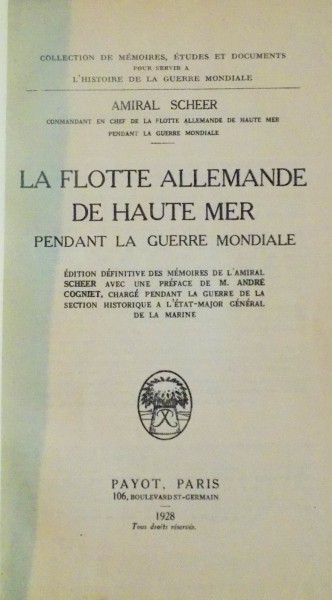 COLLECTION DE MÉMOIRES, ÉTUDES ET DOCUMENTS
POUR SERVIR A
L'HISTOIRE DE LA GUERRE MONDIALE
AMIRAL SCHEER
COMMANDANT EN CHEF DE LA FLOTTE ALLEMANDE DE HAUTE MER
PENDANT LA GUERRE MONDIALE
LA FLOTTE ALLEMANDE
DE HAUTE MER
PENDANT LA GUERRE MONDIALE
ÉDITION DÉFINITIVE DES MÉMOIRES DE L'AMIRAL
SCHEER AVEC UNE PRÉFACE DE M. ANDRÉ
COGNIET, CHARGÉ PENDANT LA GUERRE DE LA
SECTION HISTORIQUE A L'ÉTAT-MAJOR GÉNÉRAL
DE LA MARINE
PAYOT, PARIS
106, BOULEVARD ST-GERMAIN
1928
Tous droits réservés.